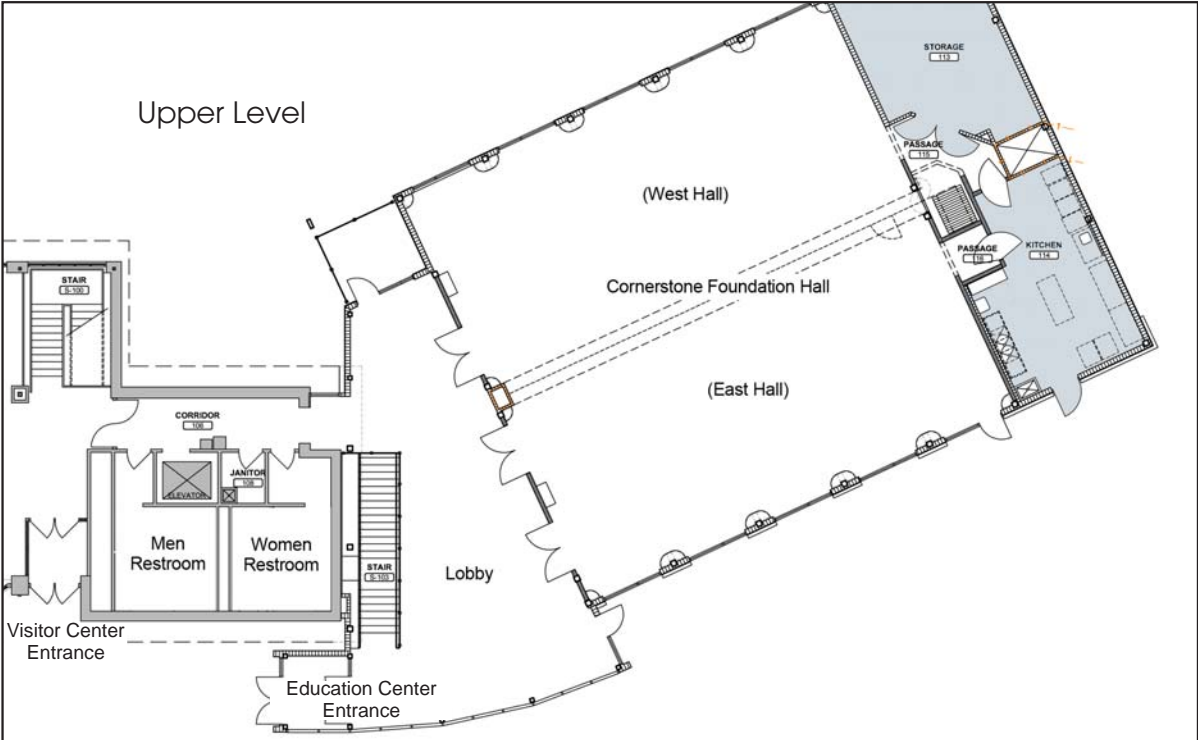 Upper Level
STORAGE
113
PASSAGE
115
(West Hall)
PASSAGE
116
KITCHEN
114
STAIR
S-100
Cornerstone Foundation Hall
(East Hall)
CORRIDOR
106
JANITOR
108
ELEVATOR
Men
Restroom
Women
Restroom
STAIR
S-103
Lobby
Visitor Center
Entrance
Education Center
Entrance